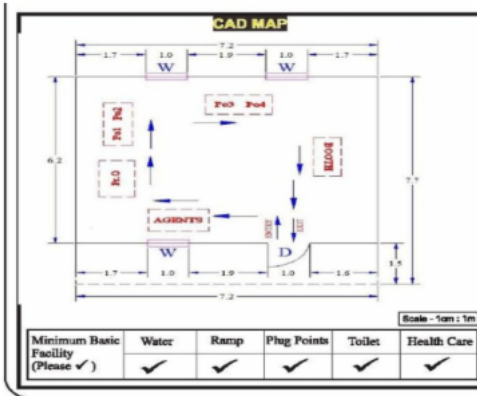 CAD MAP
7.2
1.7 1.0 1.9 1.0 1.7
W W
Po3 Po4
Po1 Po2
BOOTH
6.2
7.7
Pr.O
AGENTS
ENTRY
EXIT
W
D
1.5
1.7 1.0 1.9 1.0 1.6
7.2
Scale - 1cm : 1m
Minimum Basic Facility (Please ✓) Water Ramp Plug Points Toilet Health Care
✓ ✓ ✓ ✓ ✓